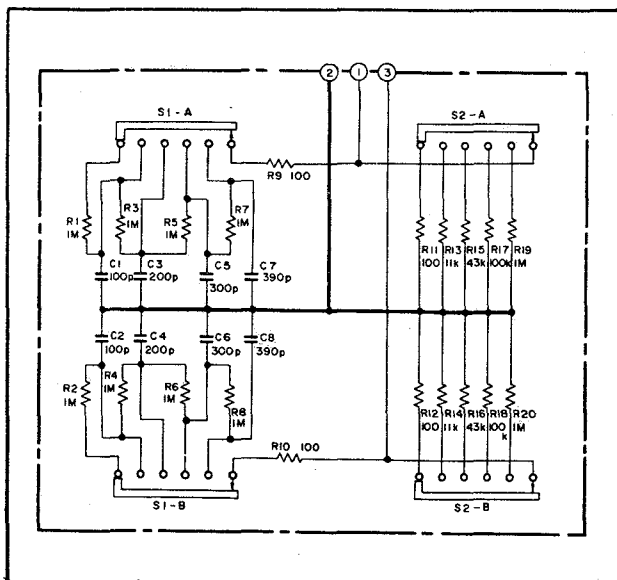 2 1 3
S1-A
S2-A
R9 100
R1
1M
R3
1M
R5
1M
R7
1M
C1
100p
C3
200p
C5
300p
C7
390p
R11
100
R13
11k
R15
43k
R17
100k
R19
1M
C2
100p
C4
200p
C6
300p
C8
390p
R2
1M
R4
1M
R6
1M
R8
1M
R12
100
R14
11k
R16
43k
R18
100
k
R20
1M
R10 100
S1-B
S2-B